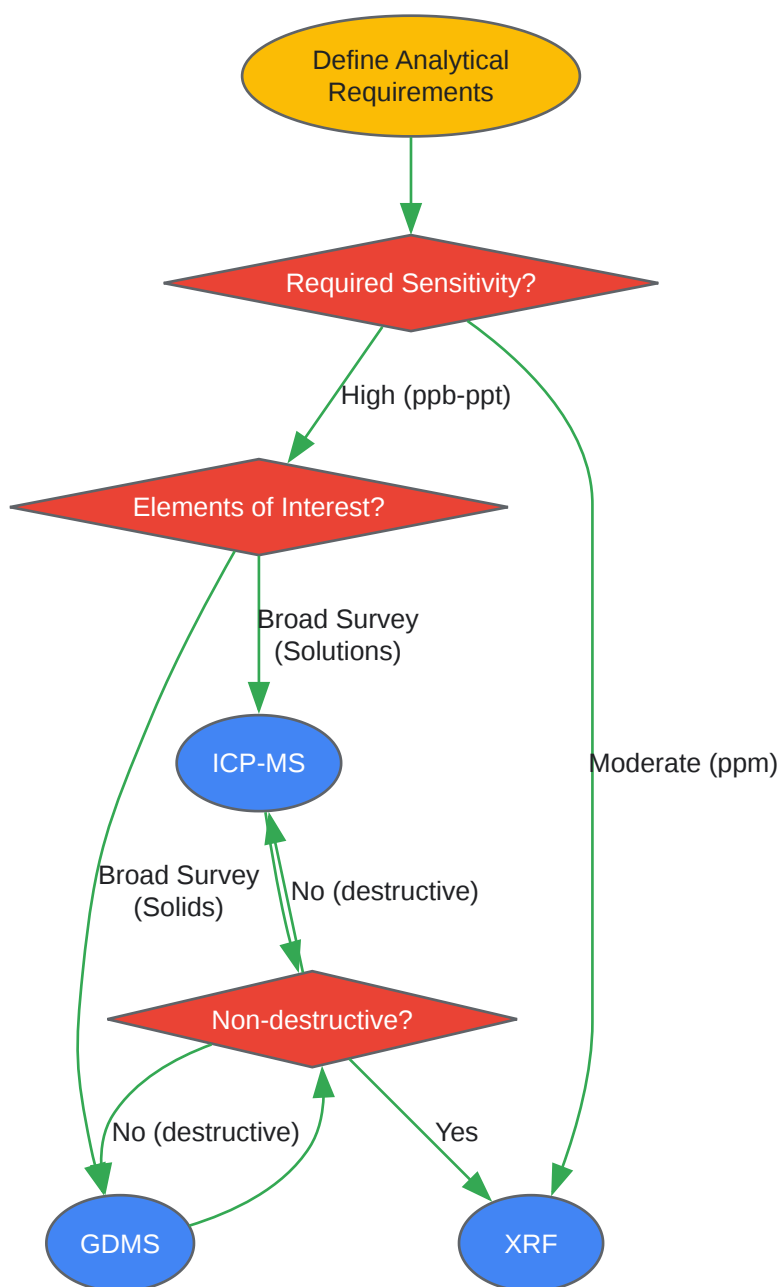 Define Analytical
Requirements
Required Sensitivity?
High (ppb-ppt)
Elements of Interest?
Broad Survey
(Solutions)
ICP-MS
Moderate (ppm)
Broad Survey
(Solids)
No (destructive)
Non-destructive?
No (destructive)
Yes
GDMS
XRF